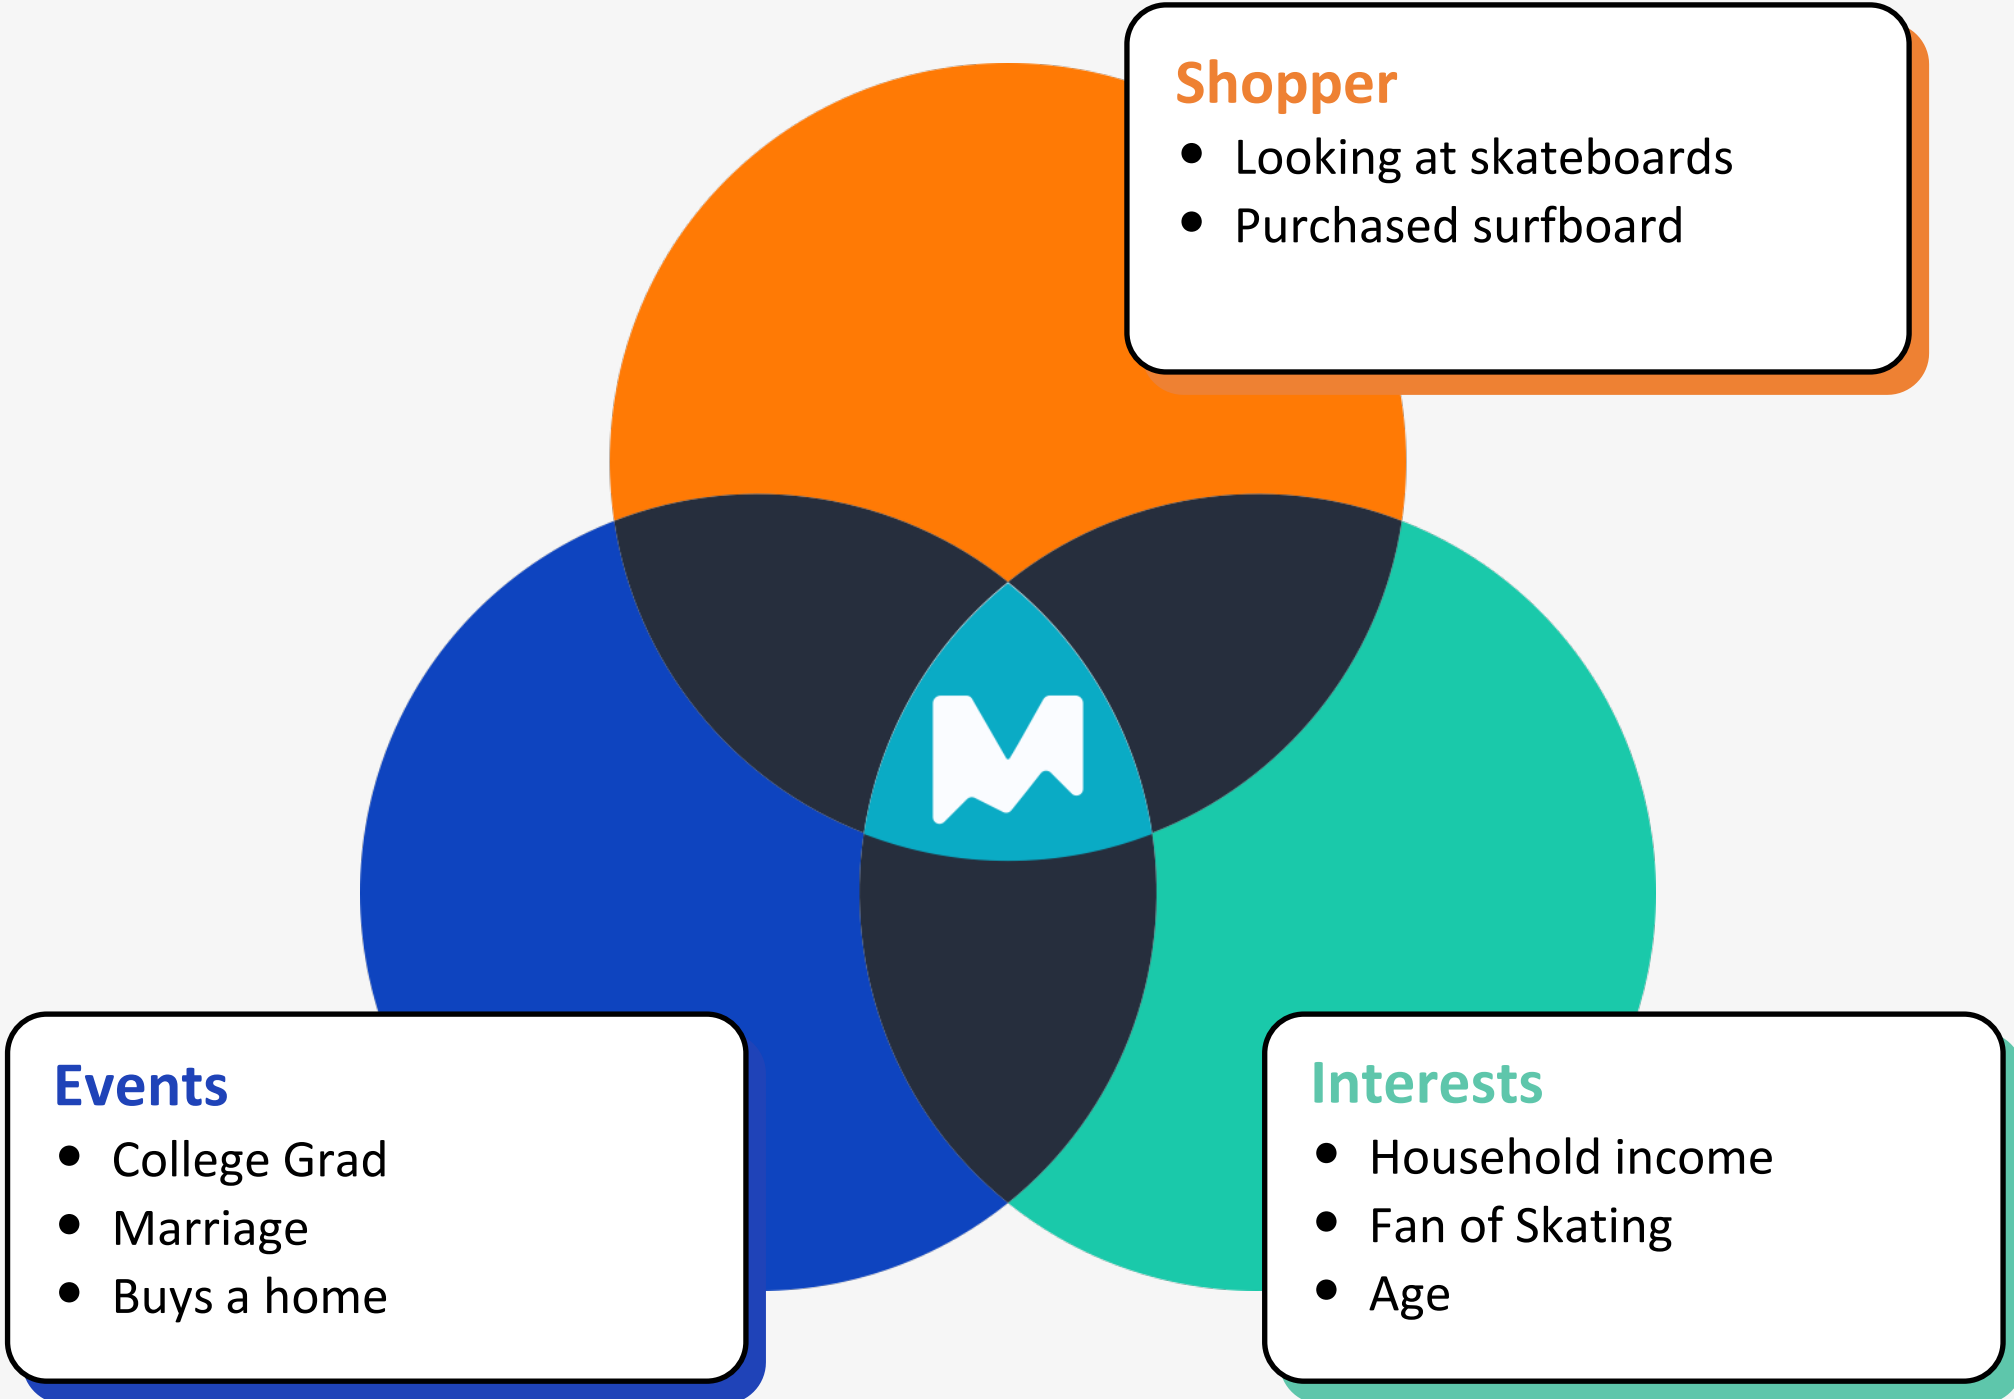 Shopper
• Looking at skateboards
• Purchased surfboard
M
Events
• College Grad
• Marriage
• Buys a home
Interests
• Household income
• Fan of Skating
• Age